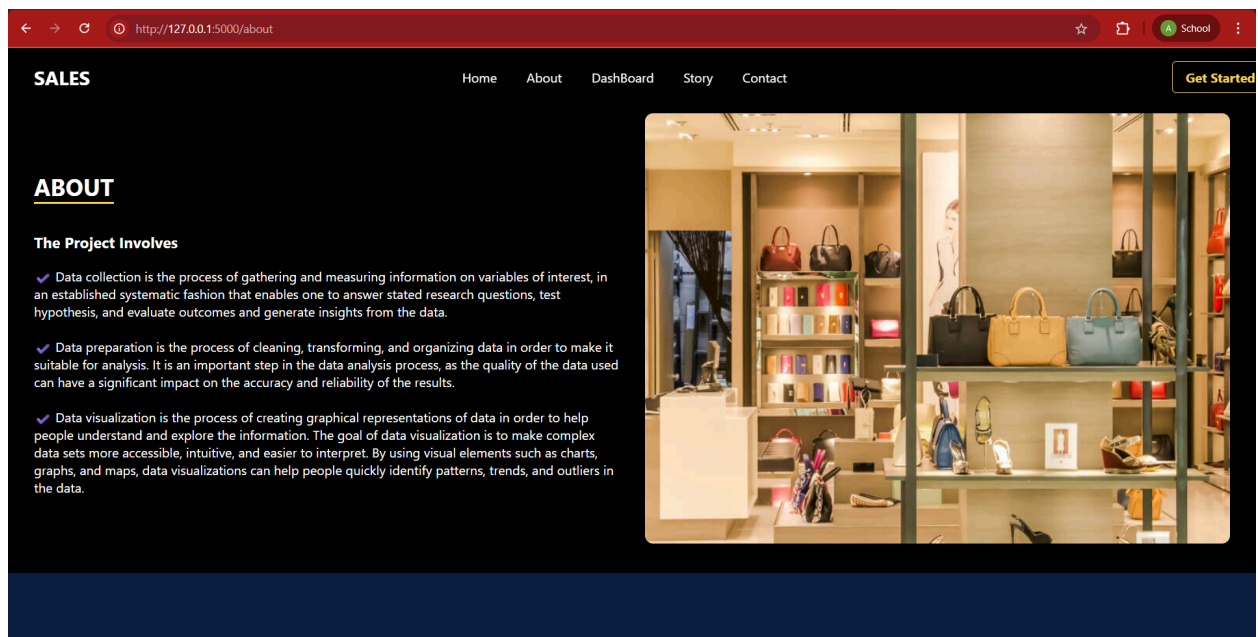 http://127.0.0.1:5000/about
A School
SALES
Home About DashBoard Story Contact
Get Started
ABOUT
The Project Involves
Data collection is the process of gathering and measuring information on variables of interest, in
an established systematic fashion that enables one to answer stated research questions, test
hypothesis, and evaluate outcomes and generate insights from the data.
Data preparation is the process of cleaning, transforming, and organizing data in order to make it
suitable for analysis. It is an important step in the data analysis process, as the quality of the data used
can have a significant impact on the accuracy and reliability of the results.
Data visualization is the process of creating graphical representations of data in order to help
people understand and explore the information. The goal of data visualization is to make complex
data sets more accessible, intuitive, and easier to interpret. By using visual elements such as charts,
graphs, and maps, data visualizations can help people quickly identify patterns, trends, and outliers in
the data.